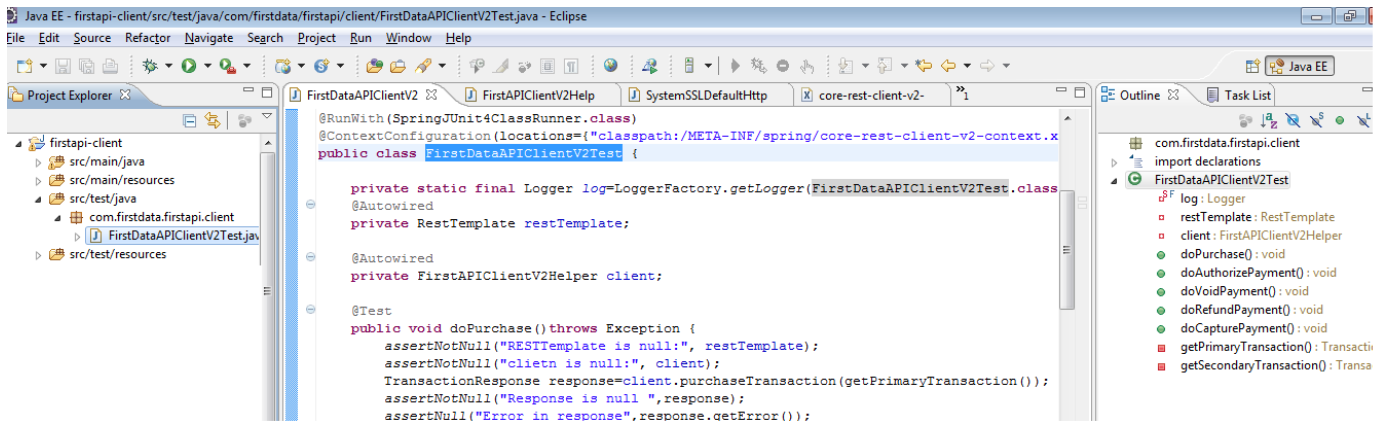 Java EE - firstapi-client/src/test/java/com/firstdata/firstapi/client/FirstDataAPIClientV2Test.java - Eclipse
File Edit Source Refactor Navigate Search Project Run Window Help
Java EE
Project Explorer
FirstDataAPIClientV2 FirstAPIClientV2Help SystemSSLDefaultHttp core-rest-client-v2- »1
Outline Task List
firstapi-client
src/main/java
src/main/resources
src/test/java
com.firstdata.firstapi.client
FirstDataAPIClientV2Test.jav
src/test/resources
@RunWith(SpringJUnit4ClassRunner.class)
@ContextConfiguration(locations={"classpath:/META-INF/spring/core-rest-client-v2-context.x
public class FirstDataAPIClientV2Test {
private static final Logger log=LoggerFactory.getLogger(FirstDataAPIClientV2Test.class
@Autowired
private RestTemplate restTemplate;
@Autowired
private FirstAPIClientV2Helper client;
@Test
public void doPurchase()throws Exception {
assertNotNull("RESTTemplate is null:", restTemplate);
assertNotNull("clietn is null:", client);
TransactionResponse response=client.purchaseTransaction(getPrimaryTransaction());
assertNotNull("Response is null ",response);
assertNull("Error in response",response.getError());
com.firstdata.firstapi.client
import declarations
FirstDataAPIClientV2Test
log : Logger
restTemplate : RestTemplate
client : FirstAPIClientV2Helper
doPurchase() : void
doAuthorizePayment() : void
doVoidPayment() : void
doRefundPayment() : void
doCapturePayment() : void
getPrimaryTransaction() : Transacti
getSecondaryTransaction() : Transa